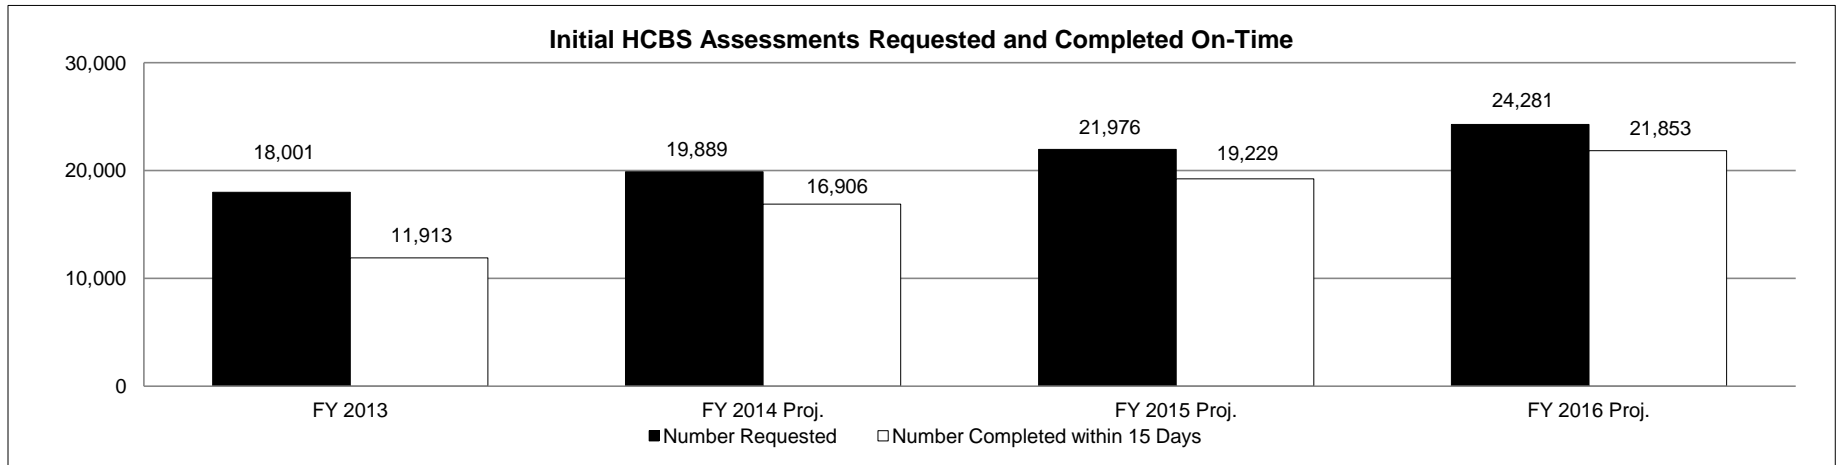 Initial HCBS Assessments Requested and Completed On-Time
30,000
20,000
10,000
0
18,001
11,913
19,889
16,906
21,976
19,229
24,281
21,853
FY 2013
FY 2014 Proj.
FY 2015 Proj.
FY 2016 Proj.
Number Requested
Number Completed within 15 Days